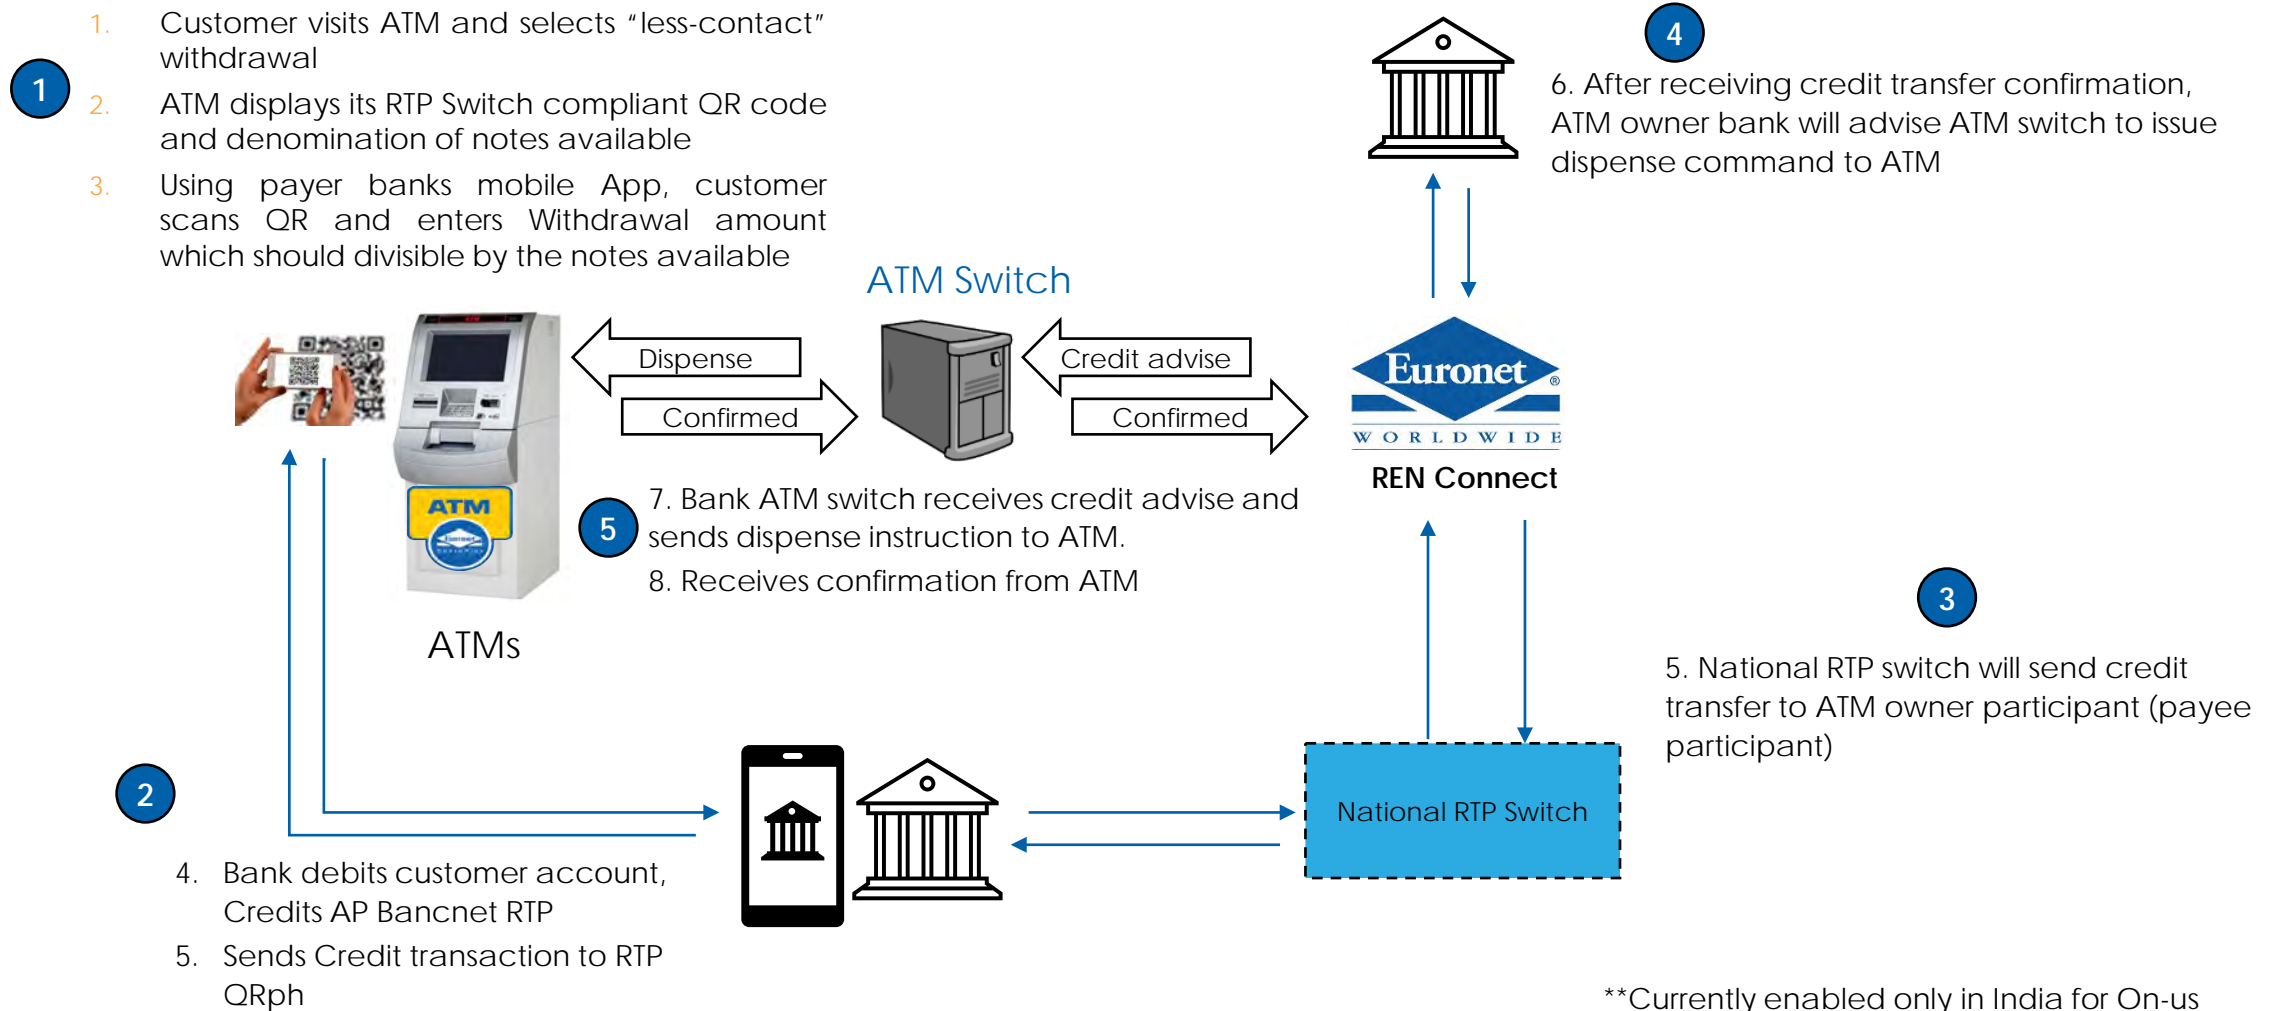 1
1. Customer visits ATM and selects “less-contact”
withdrawal
2. ATM displays its RTP Switch compliant QR code
and denomination of notes available
3. Using payer banks mobile App, customer
scans QR and enters Withdrawal amount
which should divisible by the notes available
4
6. After receiving credit transfer confirmation,
ATM owner bank will advise ATM switch to issue
dispense command to ATM
ATM Switch
Dispense
Confirmed
Credit advise
Confirmed
Euronet ®
WORLDWIDE
REN Connect
ATM
ATM
Euronet
WORLDWIDE
ATMs
5
7. Bank ATM switch receives credit advise and
sends dispense instruction to ATM.
8. Receives confirmation from ATM
3
5. National RTP switch will send credit
transfer to ATM owner participant (payee
participant)
National RTP Switch
2
4. Bank debits customer account,
Credits AP Bancnet RTP
5. Sends Credit transaction to RTP
QRph
**Currently enabled only in India for On-us